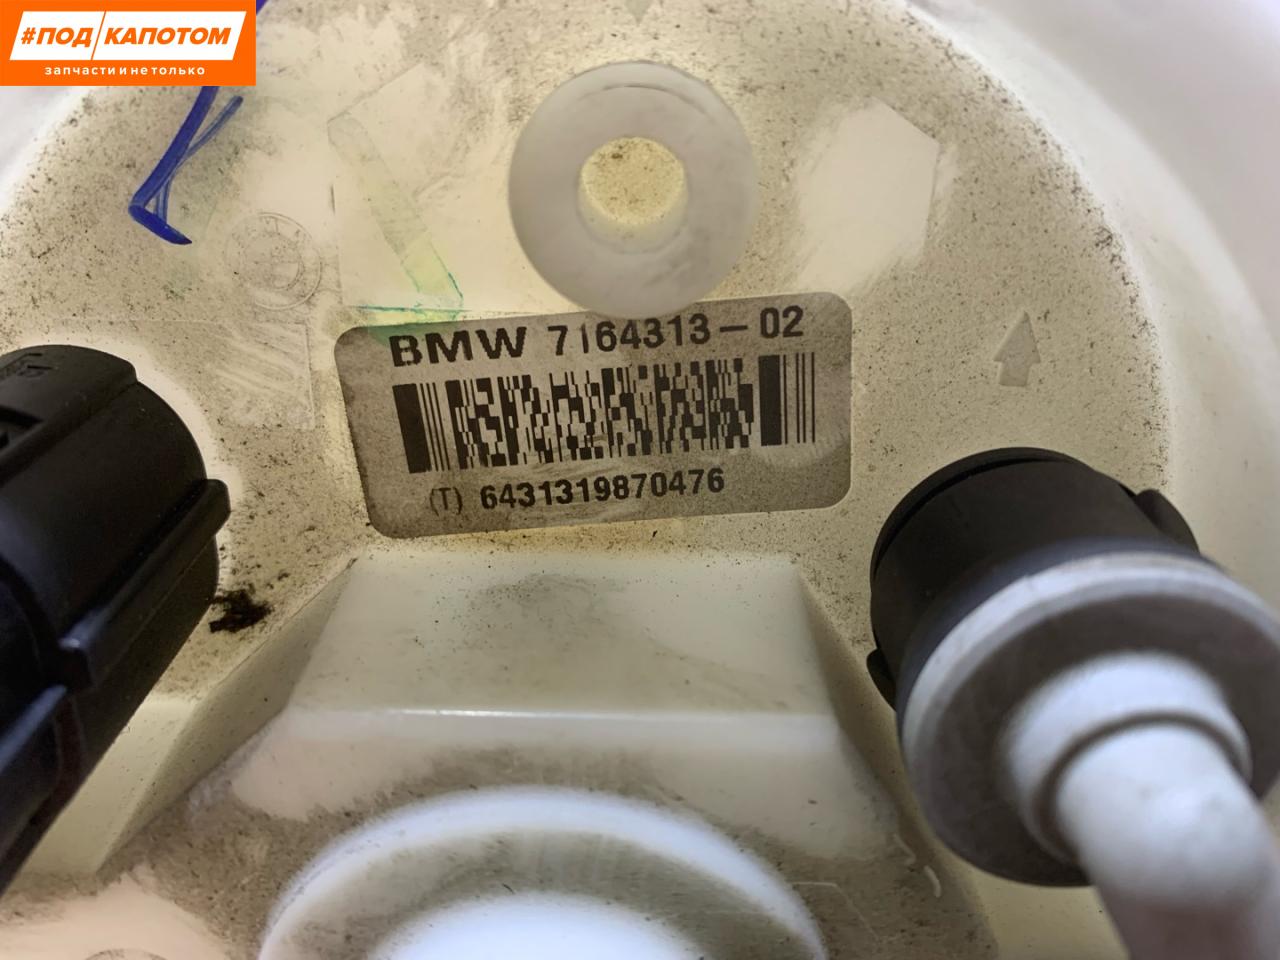 #ПОД КАПОТОМ
запчасти и не только
BMW 7164313-02
(T) 6431319870476